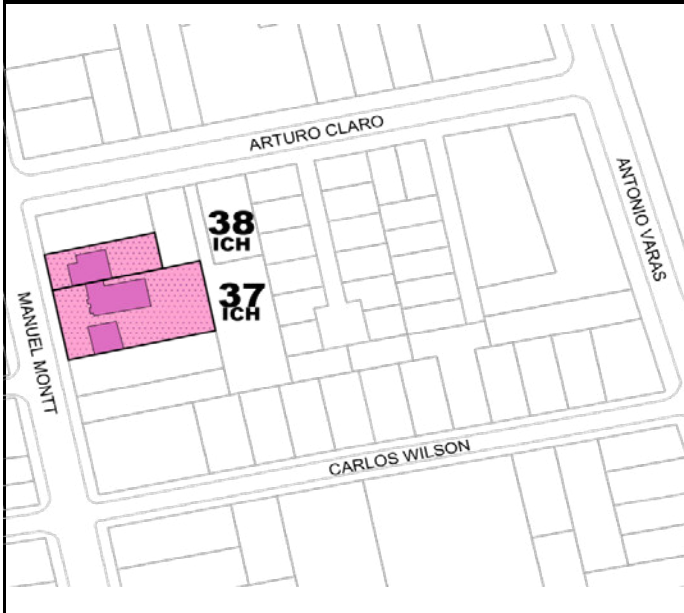 ARTURO CLARO
ANTONIO VARAS
38
ICH
37
ICH
MANUEL MONTT
CARLOS WILSON